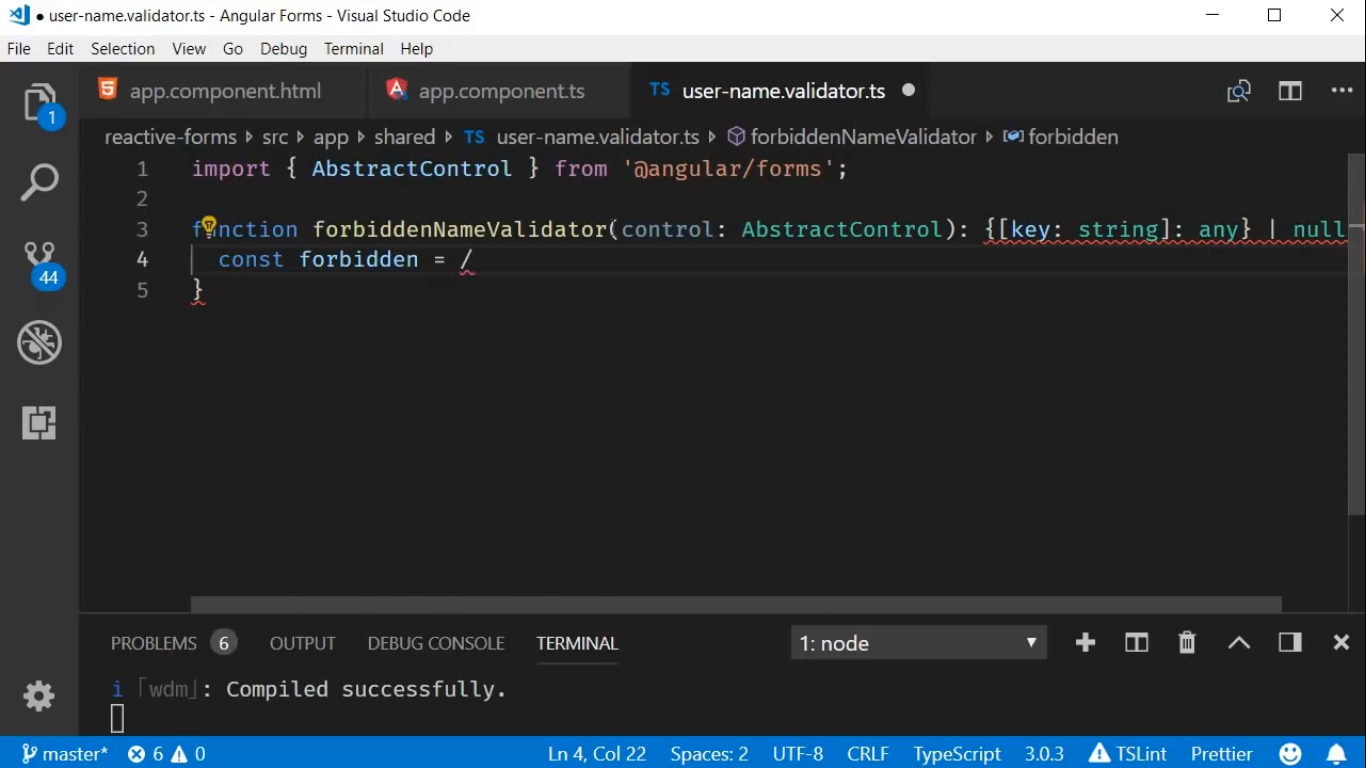 ● user-name.validator.ts - Angular Forms - Visual Studio Code
File Edit Selection View Go Debug Terminal Help
app.component.html app.component.ts TS user-name.validator.ts ●
reactive-forms src app shared TS user-name.validator.ts forbiddenNameValidator forbidden
1 import { AbstractControl } from '@angular/forms';
2
3 function forbiddenNameValidator(control: AbstractControl): {[key: string]: any} | null
4 const forbidden = /
5 }
1
44
PROBLEMS 6 OUTPUT DEBUG CONSOLE TERMINAL 1: node
i ｢wdm｣: Compiled successfully.
master* 6 0 Ln 4, Col 22 Spaces: 2 UTF-8 CRLF TypeScript 3.0.3 TSLint Prettier